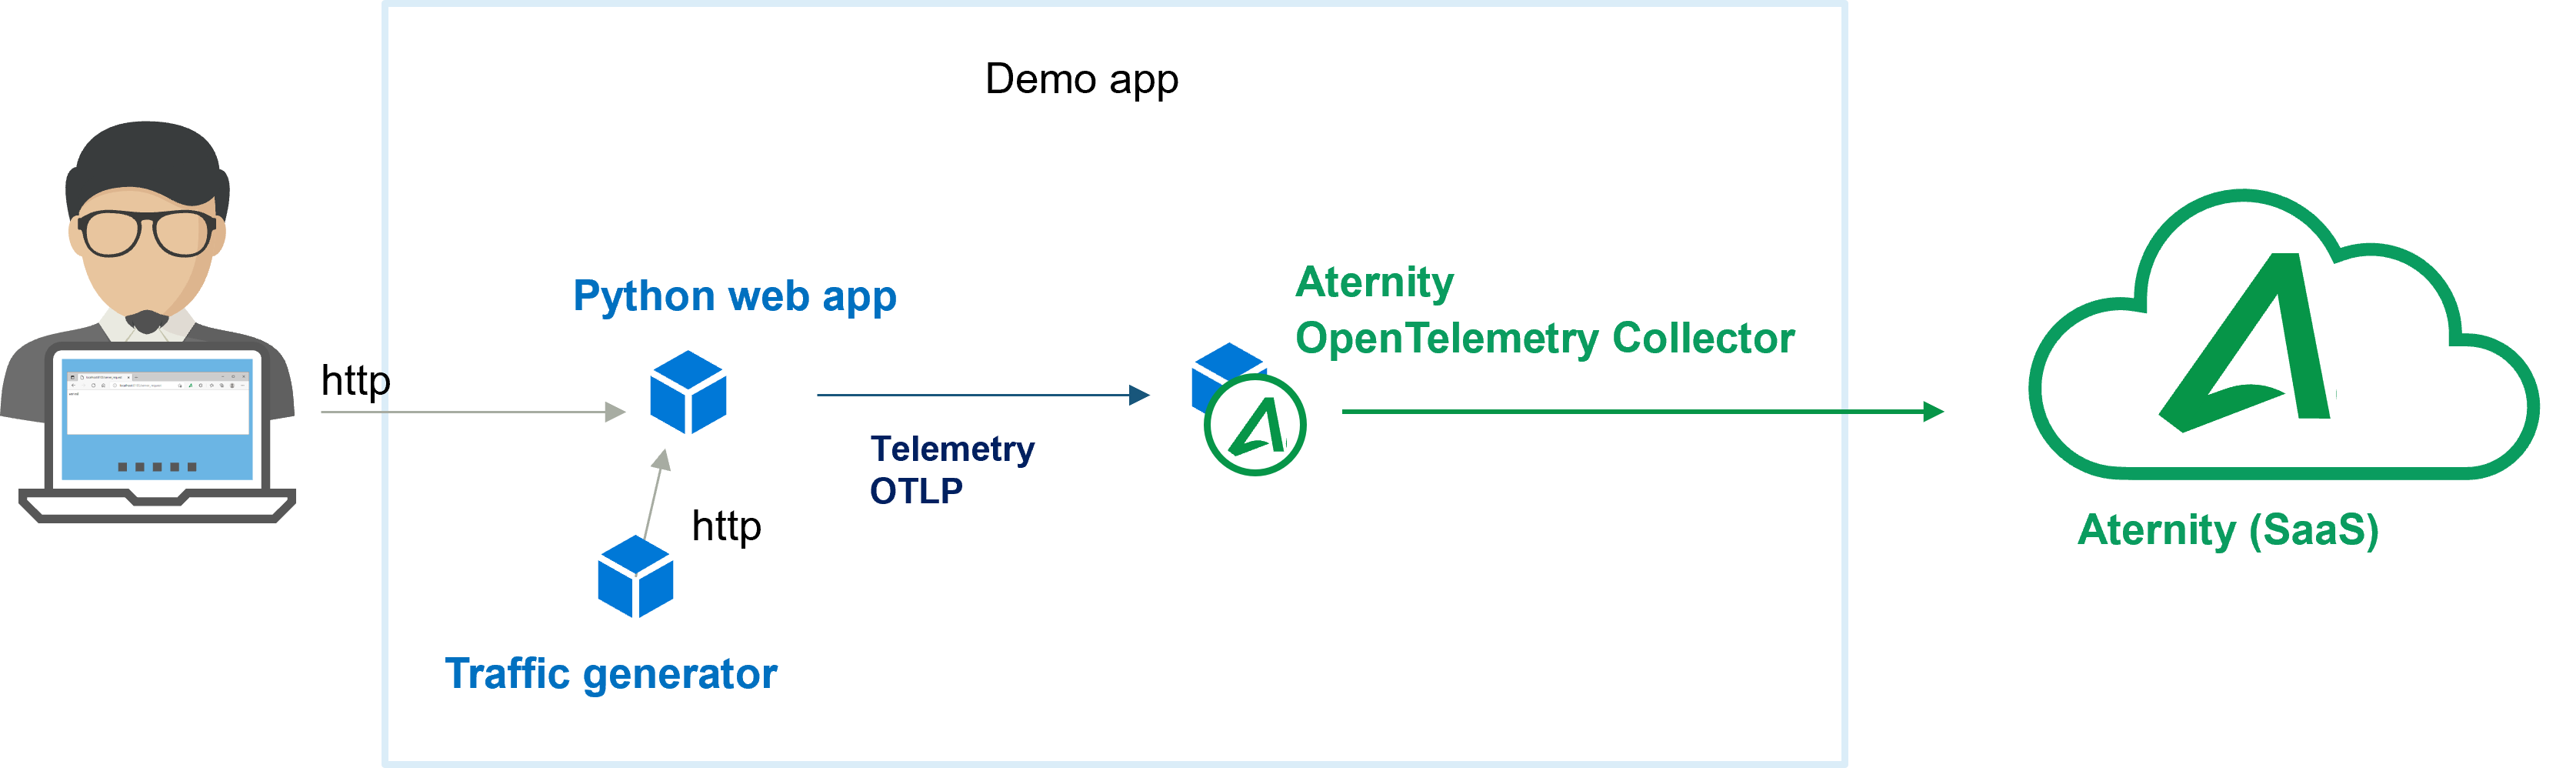 Demo app
Python web app
Aternity
OpenTelemetry Collector
http
Telemetry
OTLP
http
Traffic generator
Aternity (SaaS)